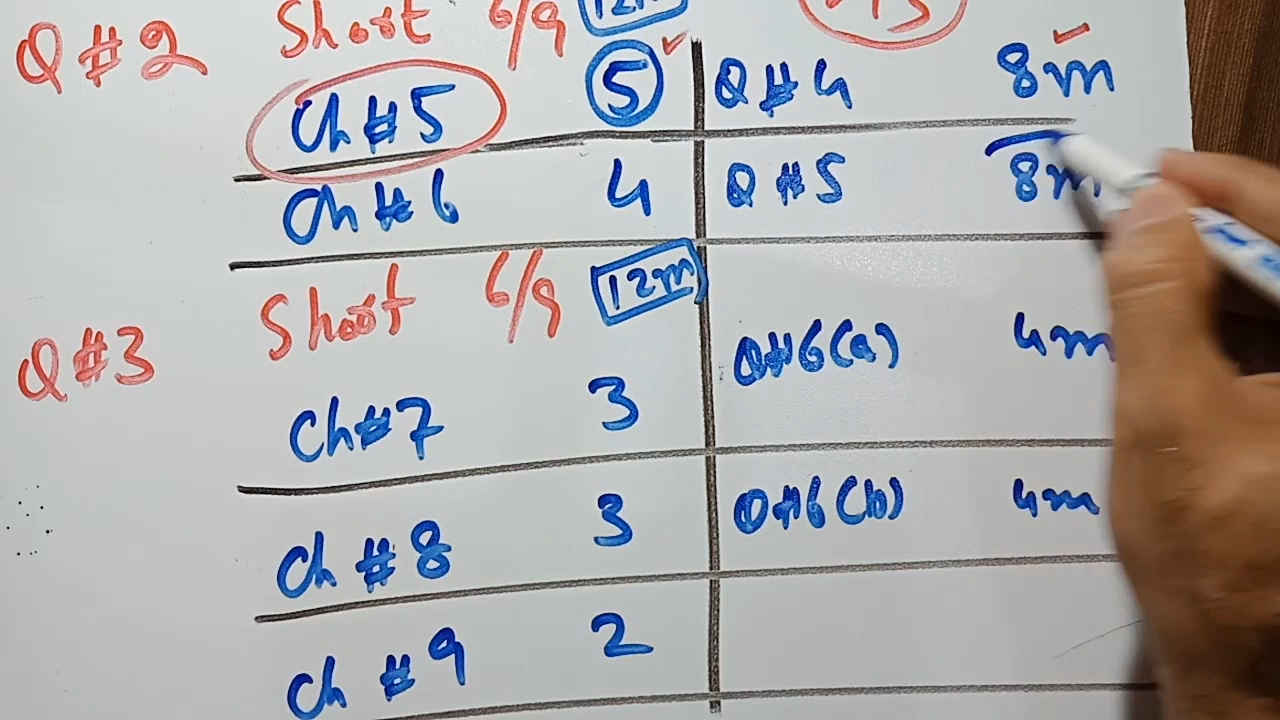 Q#2 Short 6/9 12m
Ch#5 5 Q#4 8m
Ch#6 4 Q#5 8m
Short 6/9 12m
Q#3 Q#6(a) 4m
Ch#7 3
Ch#8 3 Q#6(b) 4m
Ch#9 2